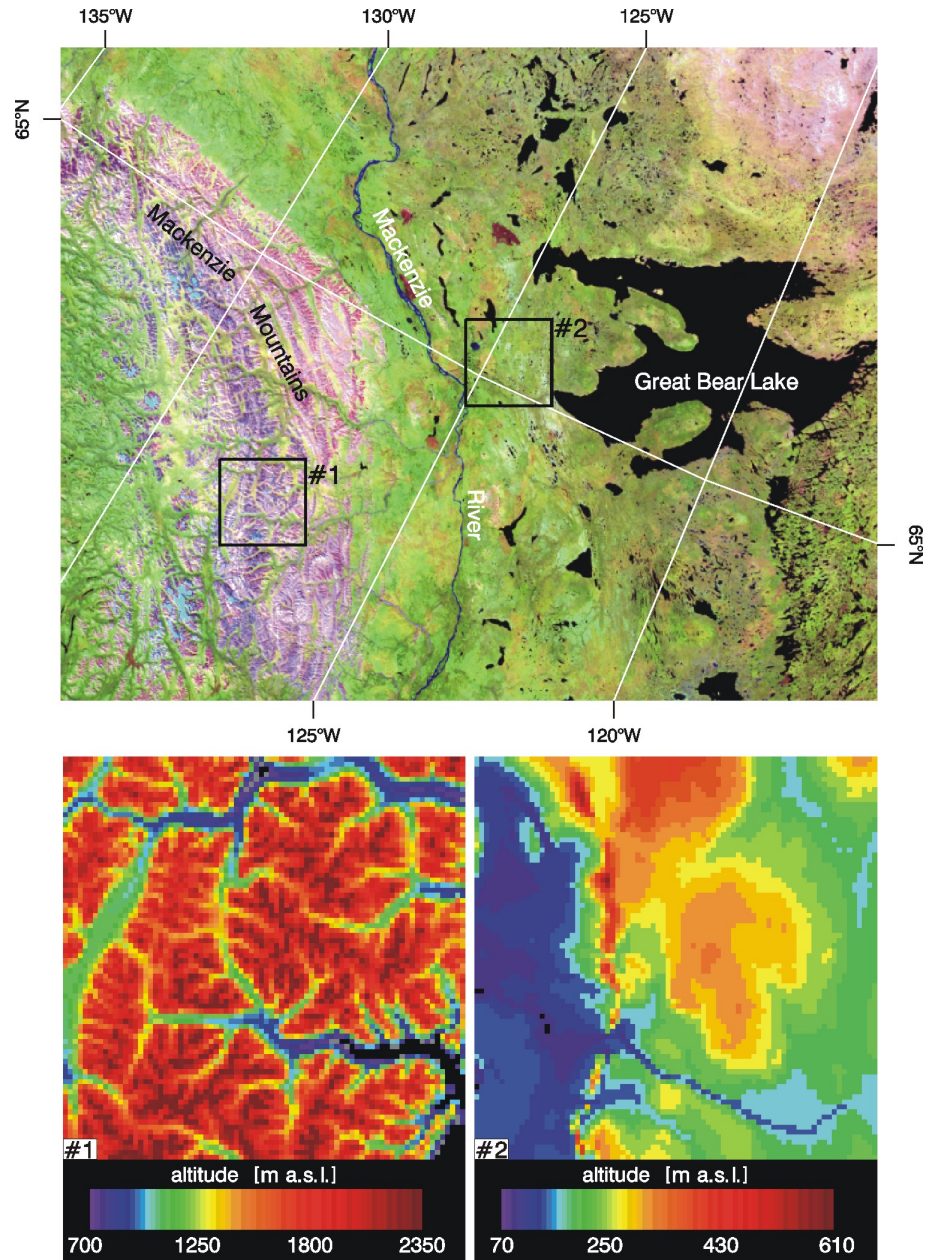 135°W
130°W
125°W
65°N
Mackenzie
Mountains
Mackenzie
River
#2
Great Bear Lake
#1
65°N
125°W
120°W
#1
altitude [m a.s.l.]
700 1250 1800 2350
#2
altitude [m a.s.l.]
70 250 430 610